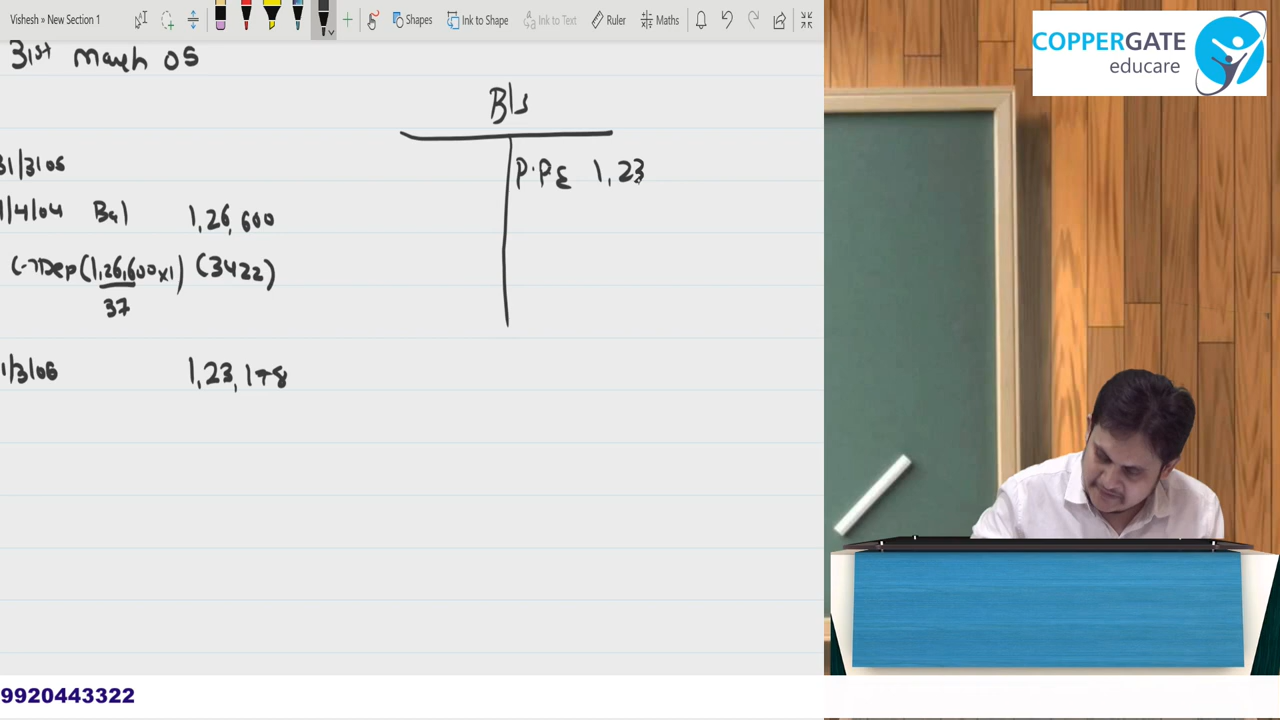 Vishesh » New Section 1
Shapes
Ink to Shape
Ink to Text
Ruler
Maths
COPPERGATE
educare
31st March 05
B/s
31/3/06
P.PE 1,23
1/4/04 Bal 1,26,600
(-)Dep(1,26,600x1) (3422)
37
1/3/06 1,23,178
9920443322